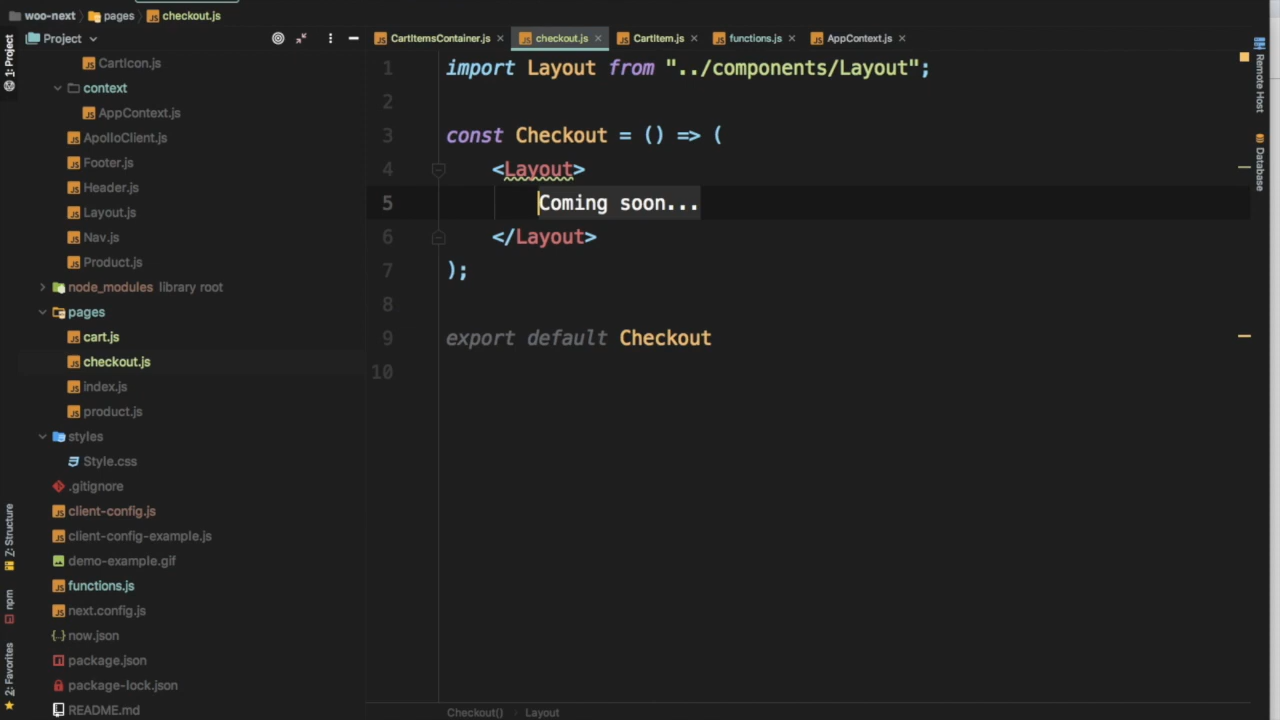 woo-next
pages
checkout.js
Project
CartItemsContainer.js
checkout.js
CartItem.js
functions.js
AppContext.js
1: Project
7: Structure
npm
2: Favorites
CartIcon.js
context
AppContext.js
ApolloClient.js
Footer.js
Header.js
Layout.js
Nav.js
Product.js
node_modules library root
pages
cart.js
checkout.js
index.js
product.js
styles
Style.css
.gitignore
client-config.js
client-config-example.js
demo-example.gif
functions.js
next.config.js
now.json
package.json
package-lock.json
README.md
1 import Layout from "../components/Layout";
2
3 const Checkout = () => (
4 <Layout>
5 Coming soon...
6 </Layout>
7 );
8
9 export default Checkout
10
Checkout() › Layout
Remote Host
Database